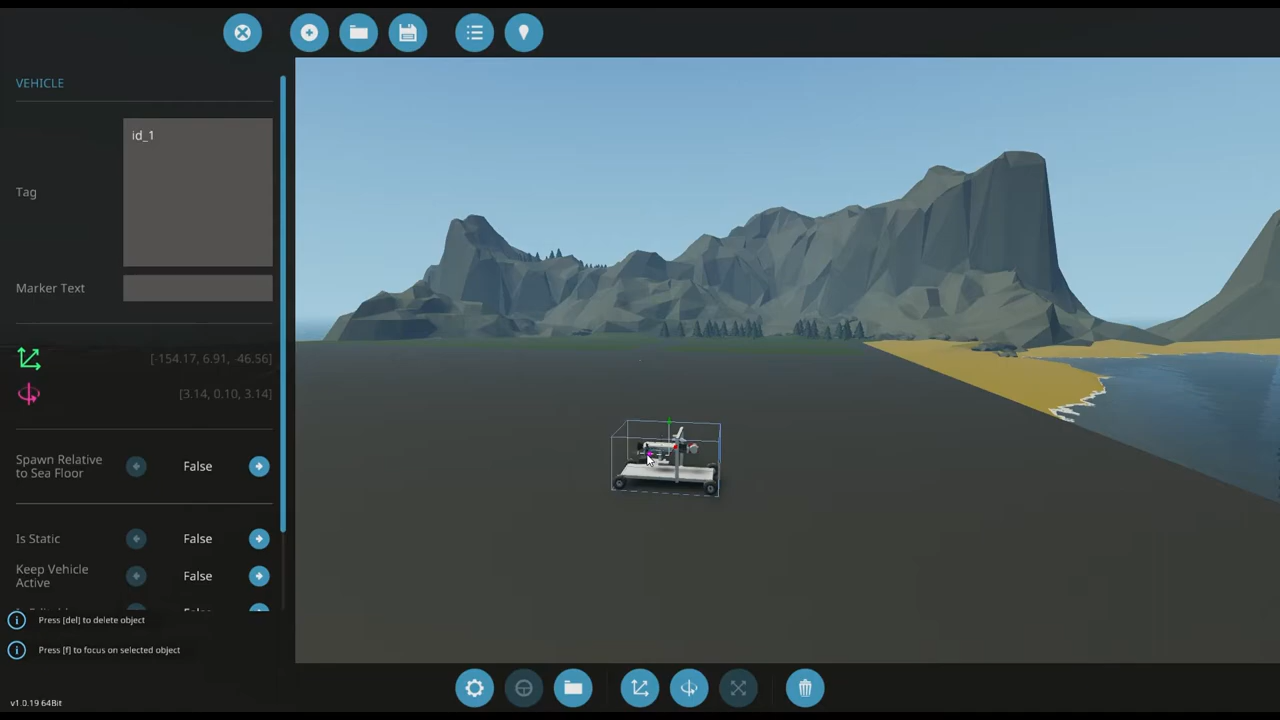 VEHICLE
id_1
Tag
Marker Text
[-154.17, 6.91, -46.56]
[3.14, 0.10, 3.14]
Spawn Relative
to Sea Floor
False
Is Static
False
Keep Vehicle
Active
False
Press [del] to delete object
Press [f] to focus on selected object
v1.0.19 64Bit